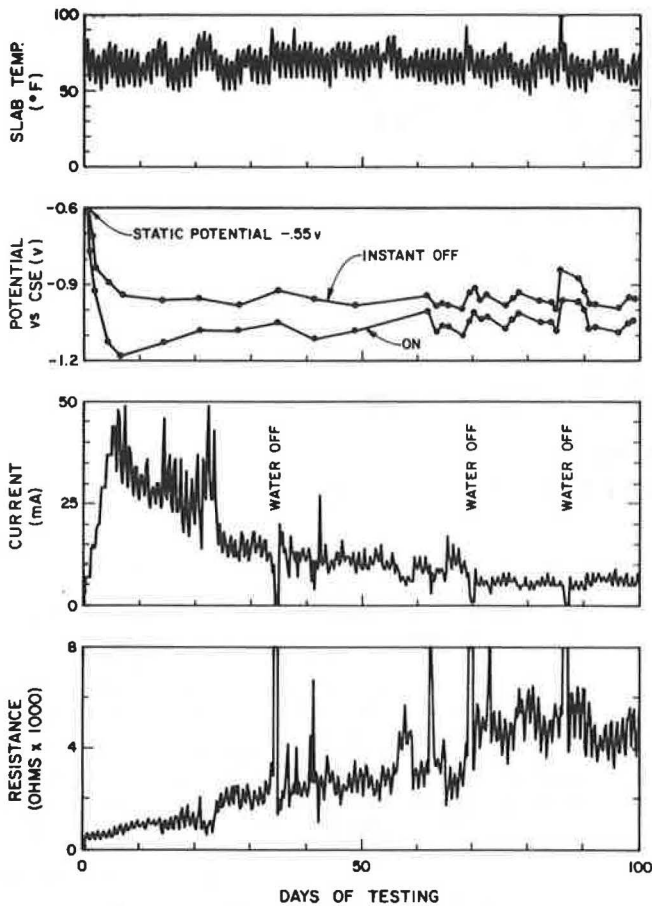 100
50
0
SLAB TEMP.
(°F)
-0.6
-0.9
-1.2
POTENTIAL
vs CSE (v)
STATIC POTENTIAL -.55v
INSTANT OFF
ON
50
25
0
CURRENT
(mA)
WATER OFF
WATER OFF
WATER OFF
8
4
0
RESISTANCE
(OHMS x 1000)
0
50
100
DAYS OF TESTING